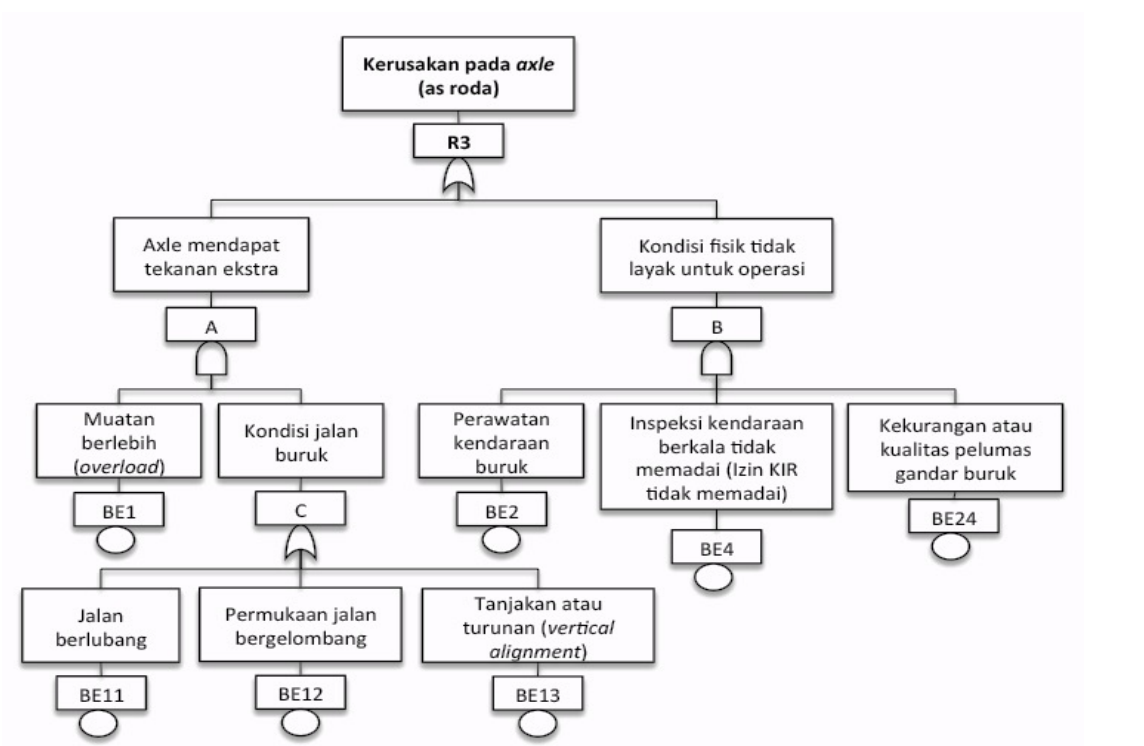 Kerusakan pada axle
(as roda)
R3
Axle mendapat
tekanan ekstra
A
Kondisi fisik tidak
layak untuk operasi
B
Muatan
berlebih
(overload)
BE1
Kondisi jalan
buruk
C
Perawatan
kendaraan
buruk
BE2
Inspeksi kendaraan
berkala tidak
memadai (Izin KIR
tidak memadai)
BE4
Kekurangan atau
kualitas pelumas
gandar buruk
BE24
Jalan
berlubang
BE11
Permukaan jalan
bergelombang
BE12
Tanjakan atau
turunan (vertical
alignment)
BE13